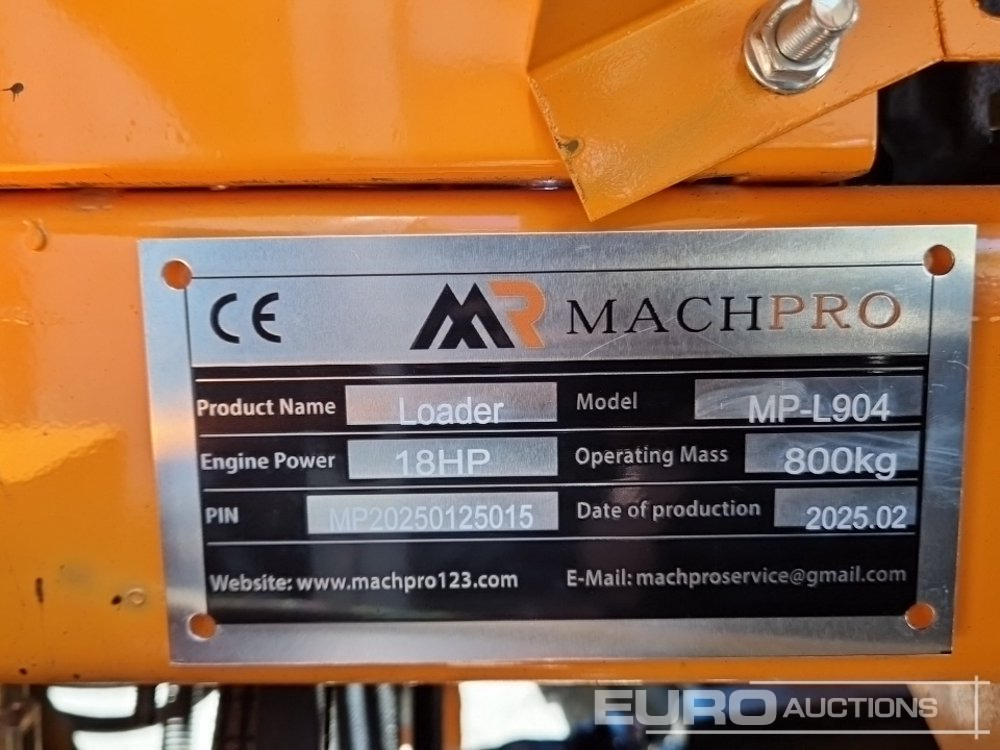 CE MR MACHPRO
Product Name Loader Model MP-L904
Engine Power 18HP Operating Mass 800kg
PIN MP20250125015 Date of production 2025.02
Website: www.machpro123.com E-Mail: machproservice@gmail.com
EURO AUCTIONS